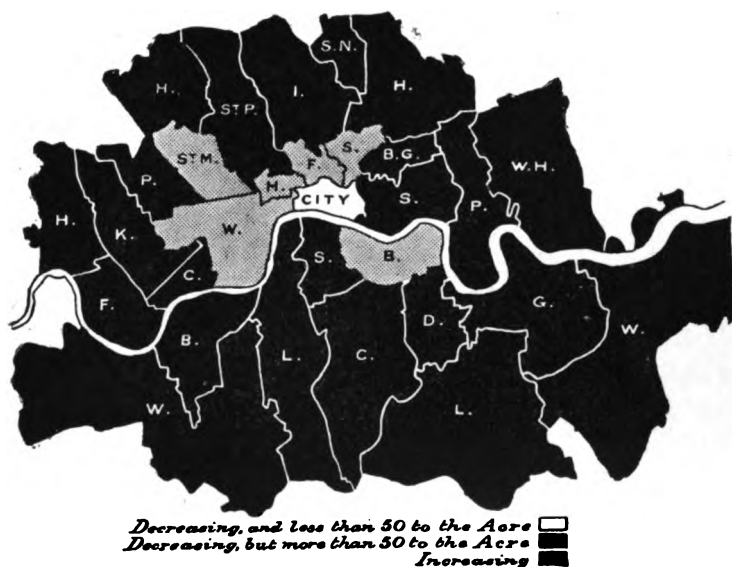 S.N.
H.
ST P.
I.
H.
ST M.
F.
S.
B.G.
W.H.
P.
H.
CITY
S.
P.
H.
K.
W.
C.
S.
B.
F.
B.
L.
C.
D.
G.
W.
W.
L.
Decreasing, and less than 50 to the Acre
Decreasing, but more than 50 to the Acre
Increasing